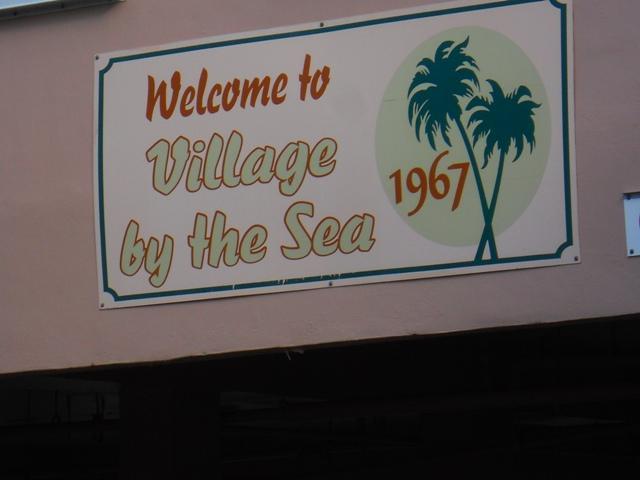 Welcome to
Village
by the Sea
1967